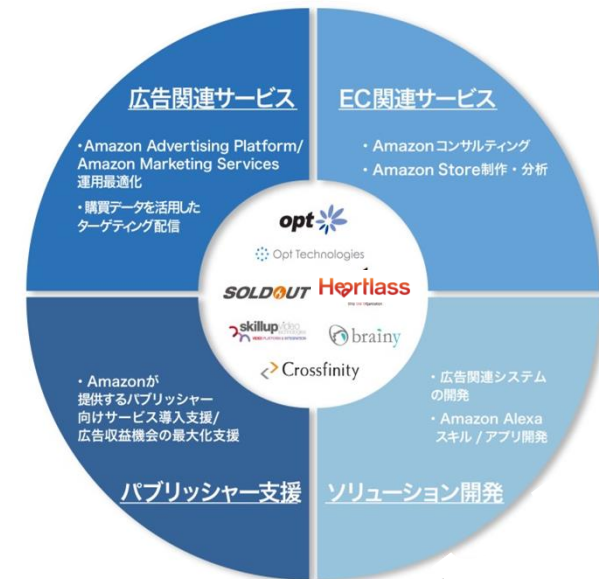 広告関連サービス
・Amazon Advertising Platform/
Amazon Marketing Services
運用最適化
・購買データを活用した
ターゲティング配信
EC関連サービス
・Amazonコンサルティング
・Amazon Store制作・分析
opt
Opt Technologies
SOLDOUT
Heartlass
skillup Video
brainy
Crossfinity
・Amazonが
提供するパブリッシャー
向けサービス導入支援/
広告収益機会の最大化支援
パブリッシャー支援
・広告関連システム
の開発
・Amazon Alexa
スキル / アプリ開発
ソリューション開発